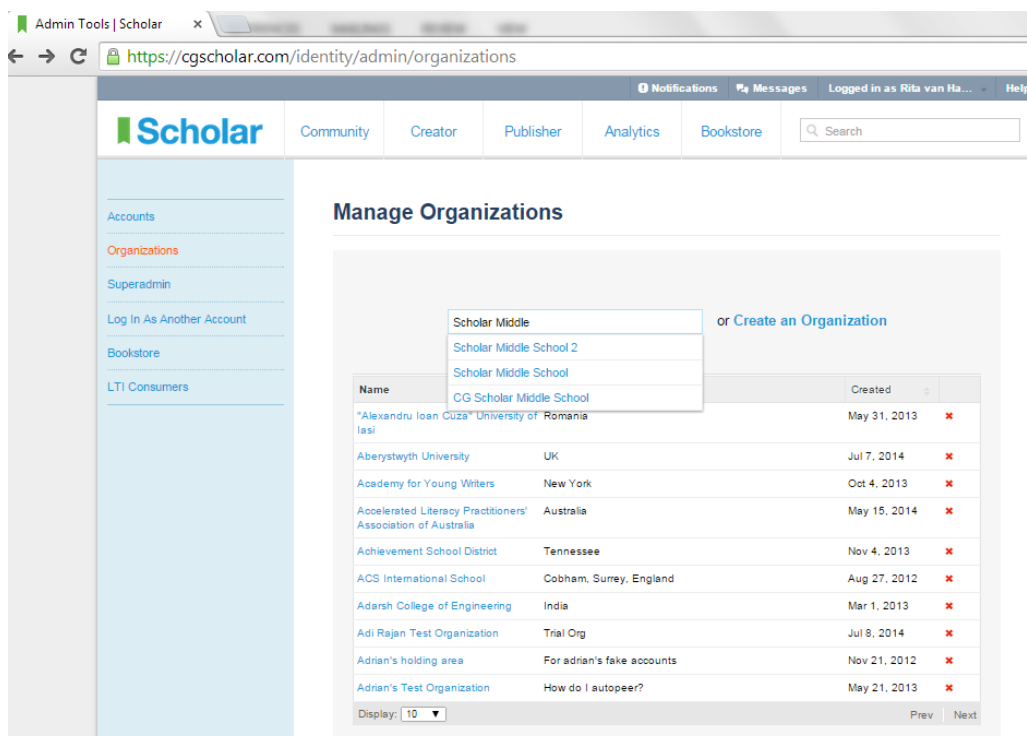 Admin Tools | Scholar ×
https://cgscholar.com/identity/admin/organizations
Notifications Messages Logged in as Rita van Ha... Help
Scholar Community Creator Publisher Analytics Bookstore Search
Accounts
Organizations
Superadmin
Log In As Another Account
Bookstore
LTI Consumers
Manage Organizations
Scholar Middle or Create an Organization
Scholar Middle School 2
Scholar Middle School
CG Scholar Middle School
Name Created
"Alexandru Ioan Cuza" University of Romania May 31, 2013
Iasi
Aberystwyth University UK Jul 7, 2014
Academy for Young Writers New York Oct 4, 2013
Accelerated Literacy Practitioners' Australia May 15, 2014
Association of Australia
Achievement School District Tennessee Nov 4, 2013
ACS International School Cobham, Surrey, England Aug 27, 2012
Adarsh College of Engineering India Mar 1, 2013
Adi Rajan Test Organization Trial Org Jul 8, 2014
Adrian's holding area For adrian's fake accounts Nov 21, 2012
Adrian's Test Organization How do I autopeer? May 21, 2013
Display: 10 Prev Next